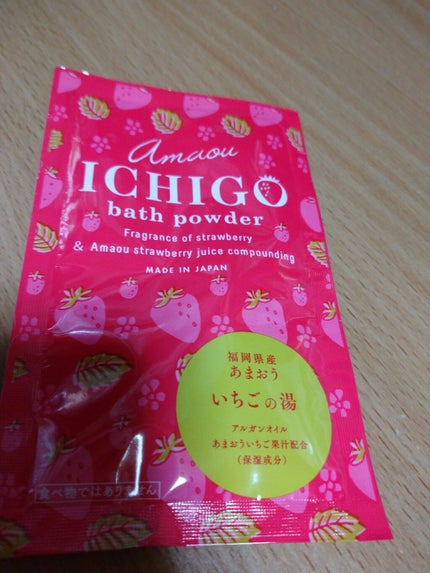 amaou
ICHIGO
bath powder
Fragrance of strawberry
& Amaou strawberry juice compounding
MADE IN JAPAN
福岡県産
あまおう
いちごの湯
アルガンオイル
あまおういちご果汁配合
（保湿成分）
食べ物ではありません